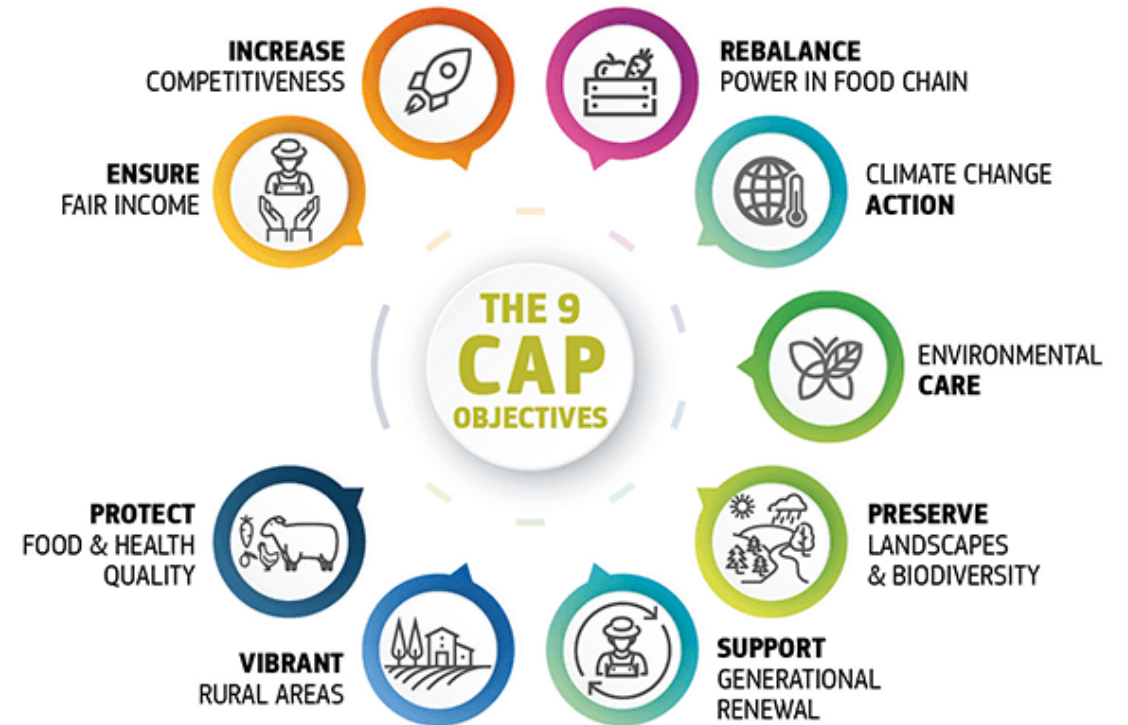 THE 9
CAP
OBJECTIVES
ENSURE
FAIR INCOME
INCREASE
COMPETITIVENESS
REBALANCE
POWER IN FOOD CHAIN
CLIMATE CHANGE
ACTION
ENVIRONMENTAL
CARE
PRESERVE
LANDSCAPES
& BIODIVERSITY
SUPPORT
GENERATIONAL
RENEWAL
VIBRANT
RURAL AREAS
PROTECT
FOOD & HEALTH
QUALITY